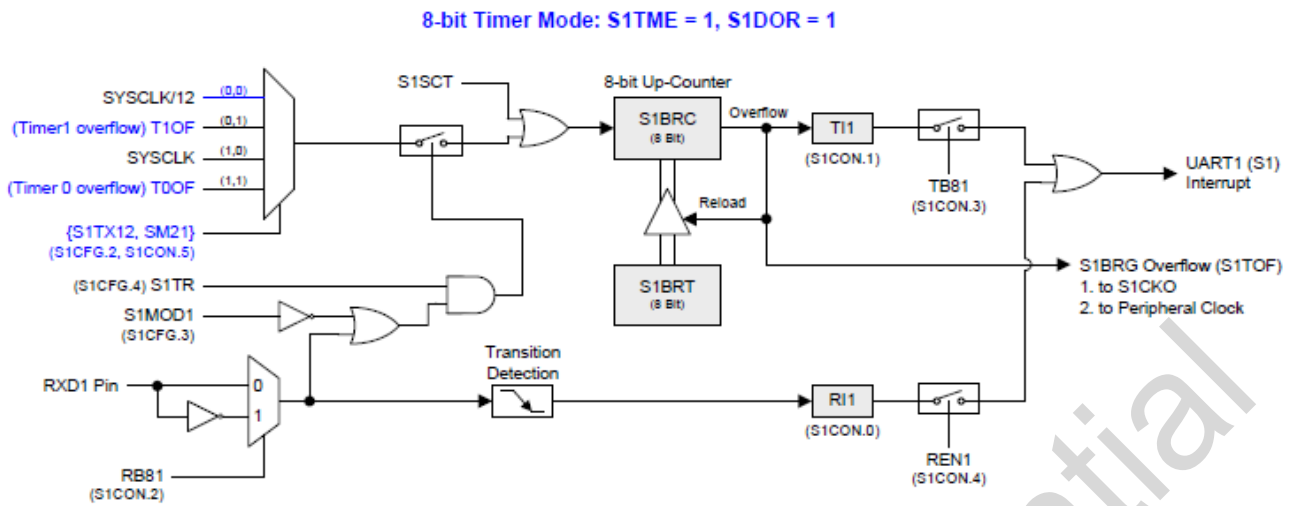 8-bit Timer Mode: S1TME = 1, S1DOR = 1
SYSCLK/12
(0,0)
(Timer1 overflow) T1OF
(0,1)
SYSCLK
(1,0)
(Timer 0 overflow) T0OF
(1,1)
{S1TX12, SM21}
(S1CFG.2, S1CON.5)
(S1CFG.4) S1TR
S1MOD1
(S1CFG.3)
RXD1 Pin
0
1
RB81
(S1CON.2)
S1SCT
8-bit Up-Counter
S1BRC
(8 Bit)
Overflow
Reload
S1BRT
(8 Bit)
Transition
Detection
TI1
(S1CON.1)
TB81
(S1CON.3)
RI1
(S1CON.0)
REN1
(S1CON.4)
UART1 (S1)
Interrupt
S1BRG Overflow (S1TOF)
1. to S1CKO
2. to Peripheral Clock